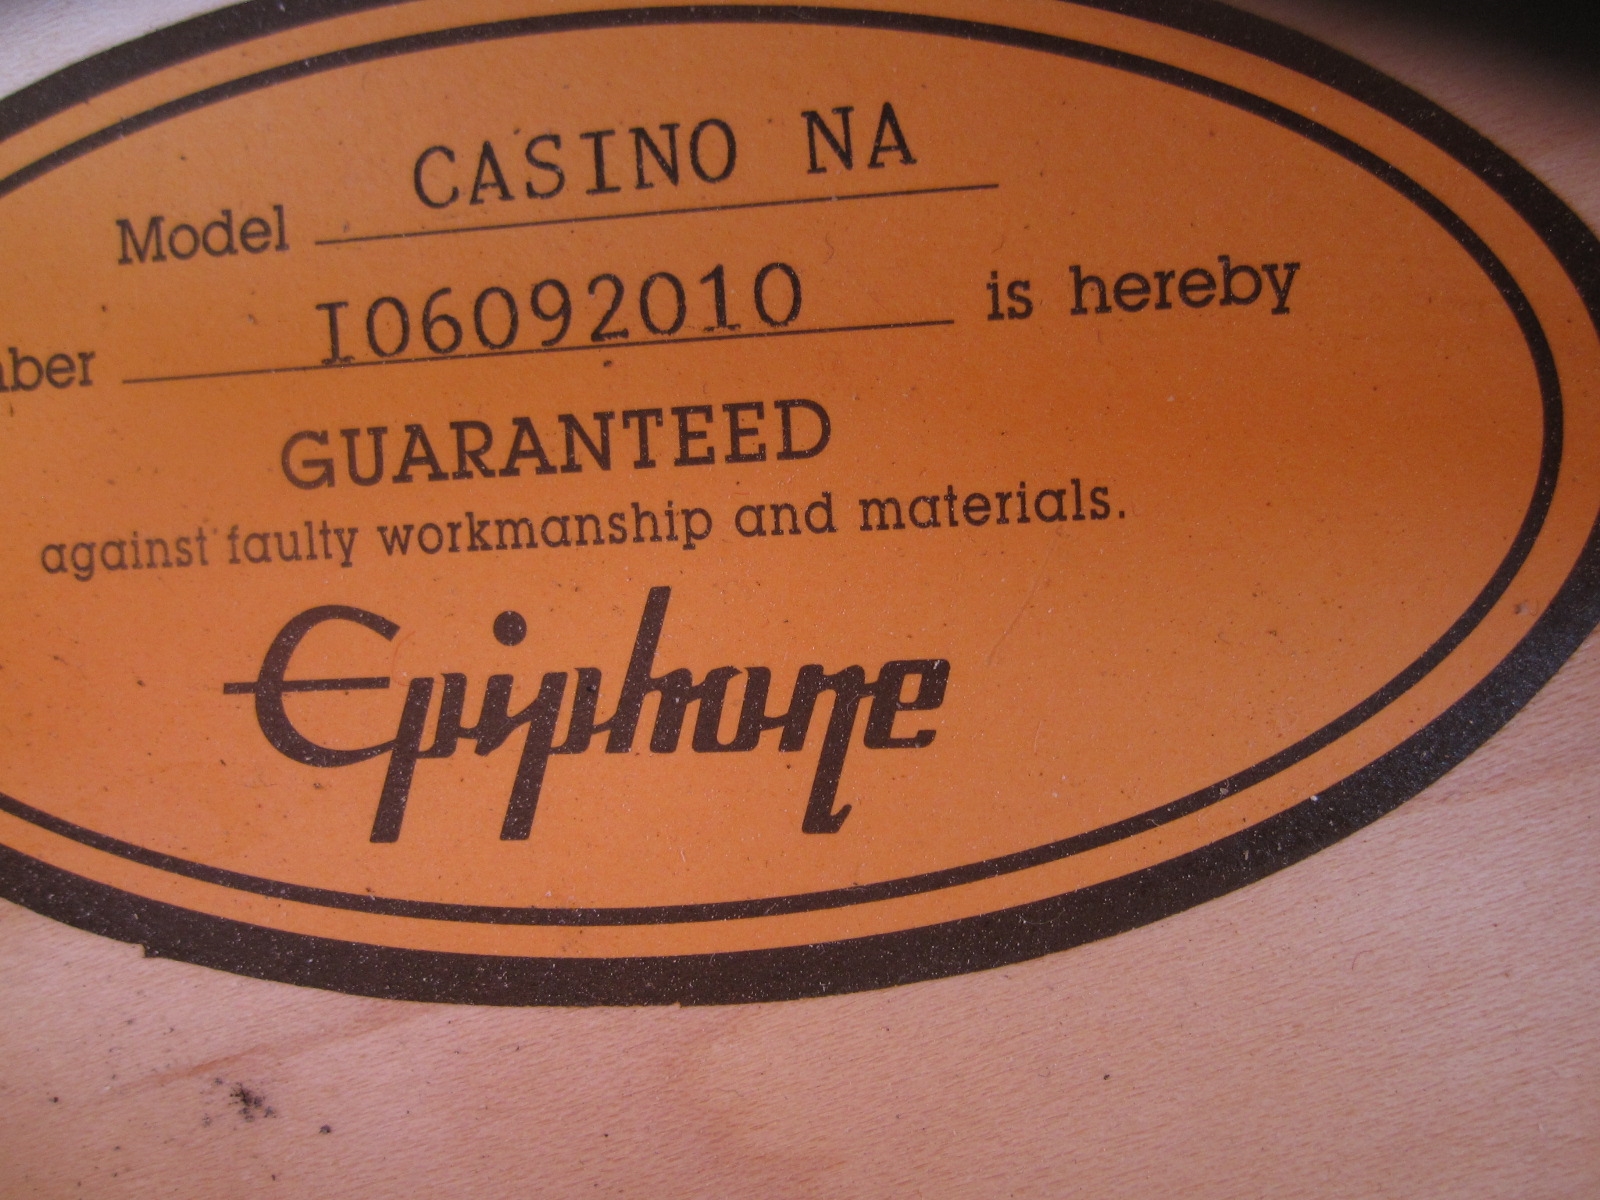 Model CASINO NA
ber I06092010 is hereby
GUARANTEED
against faulty workmanship and materials.
Epiphone